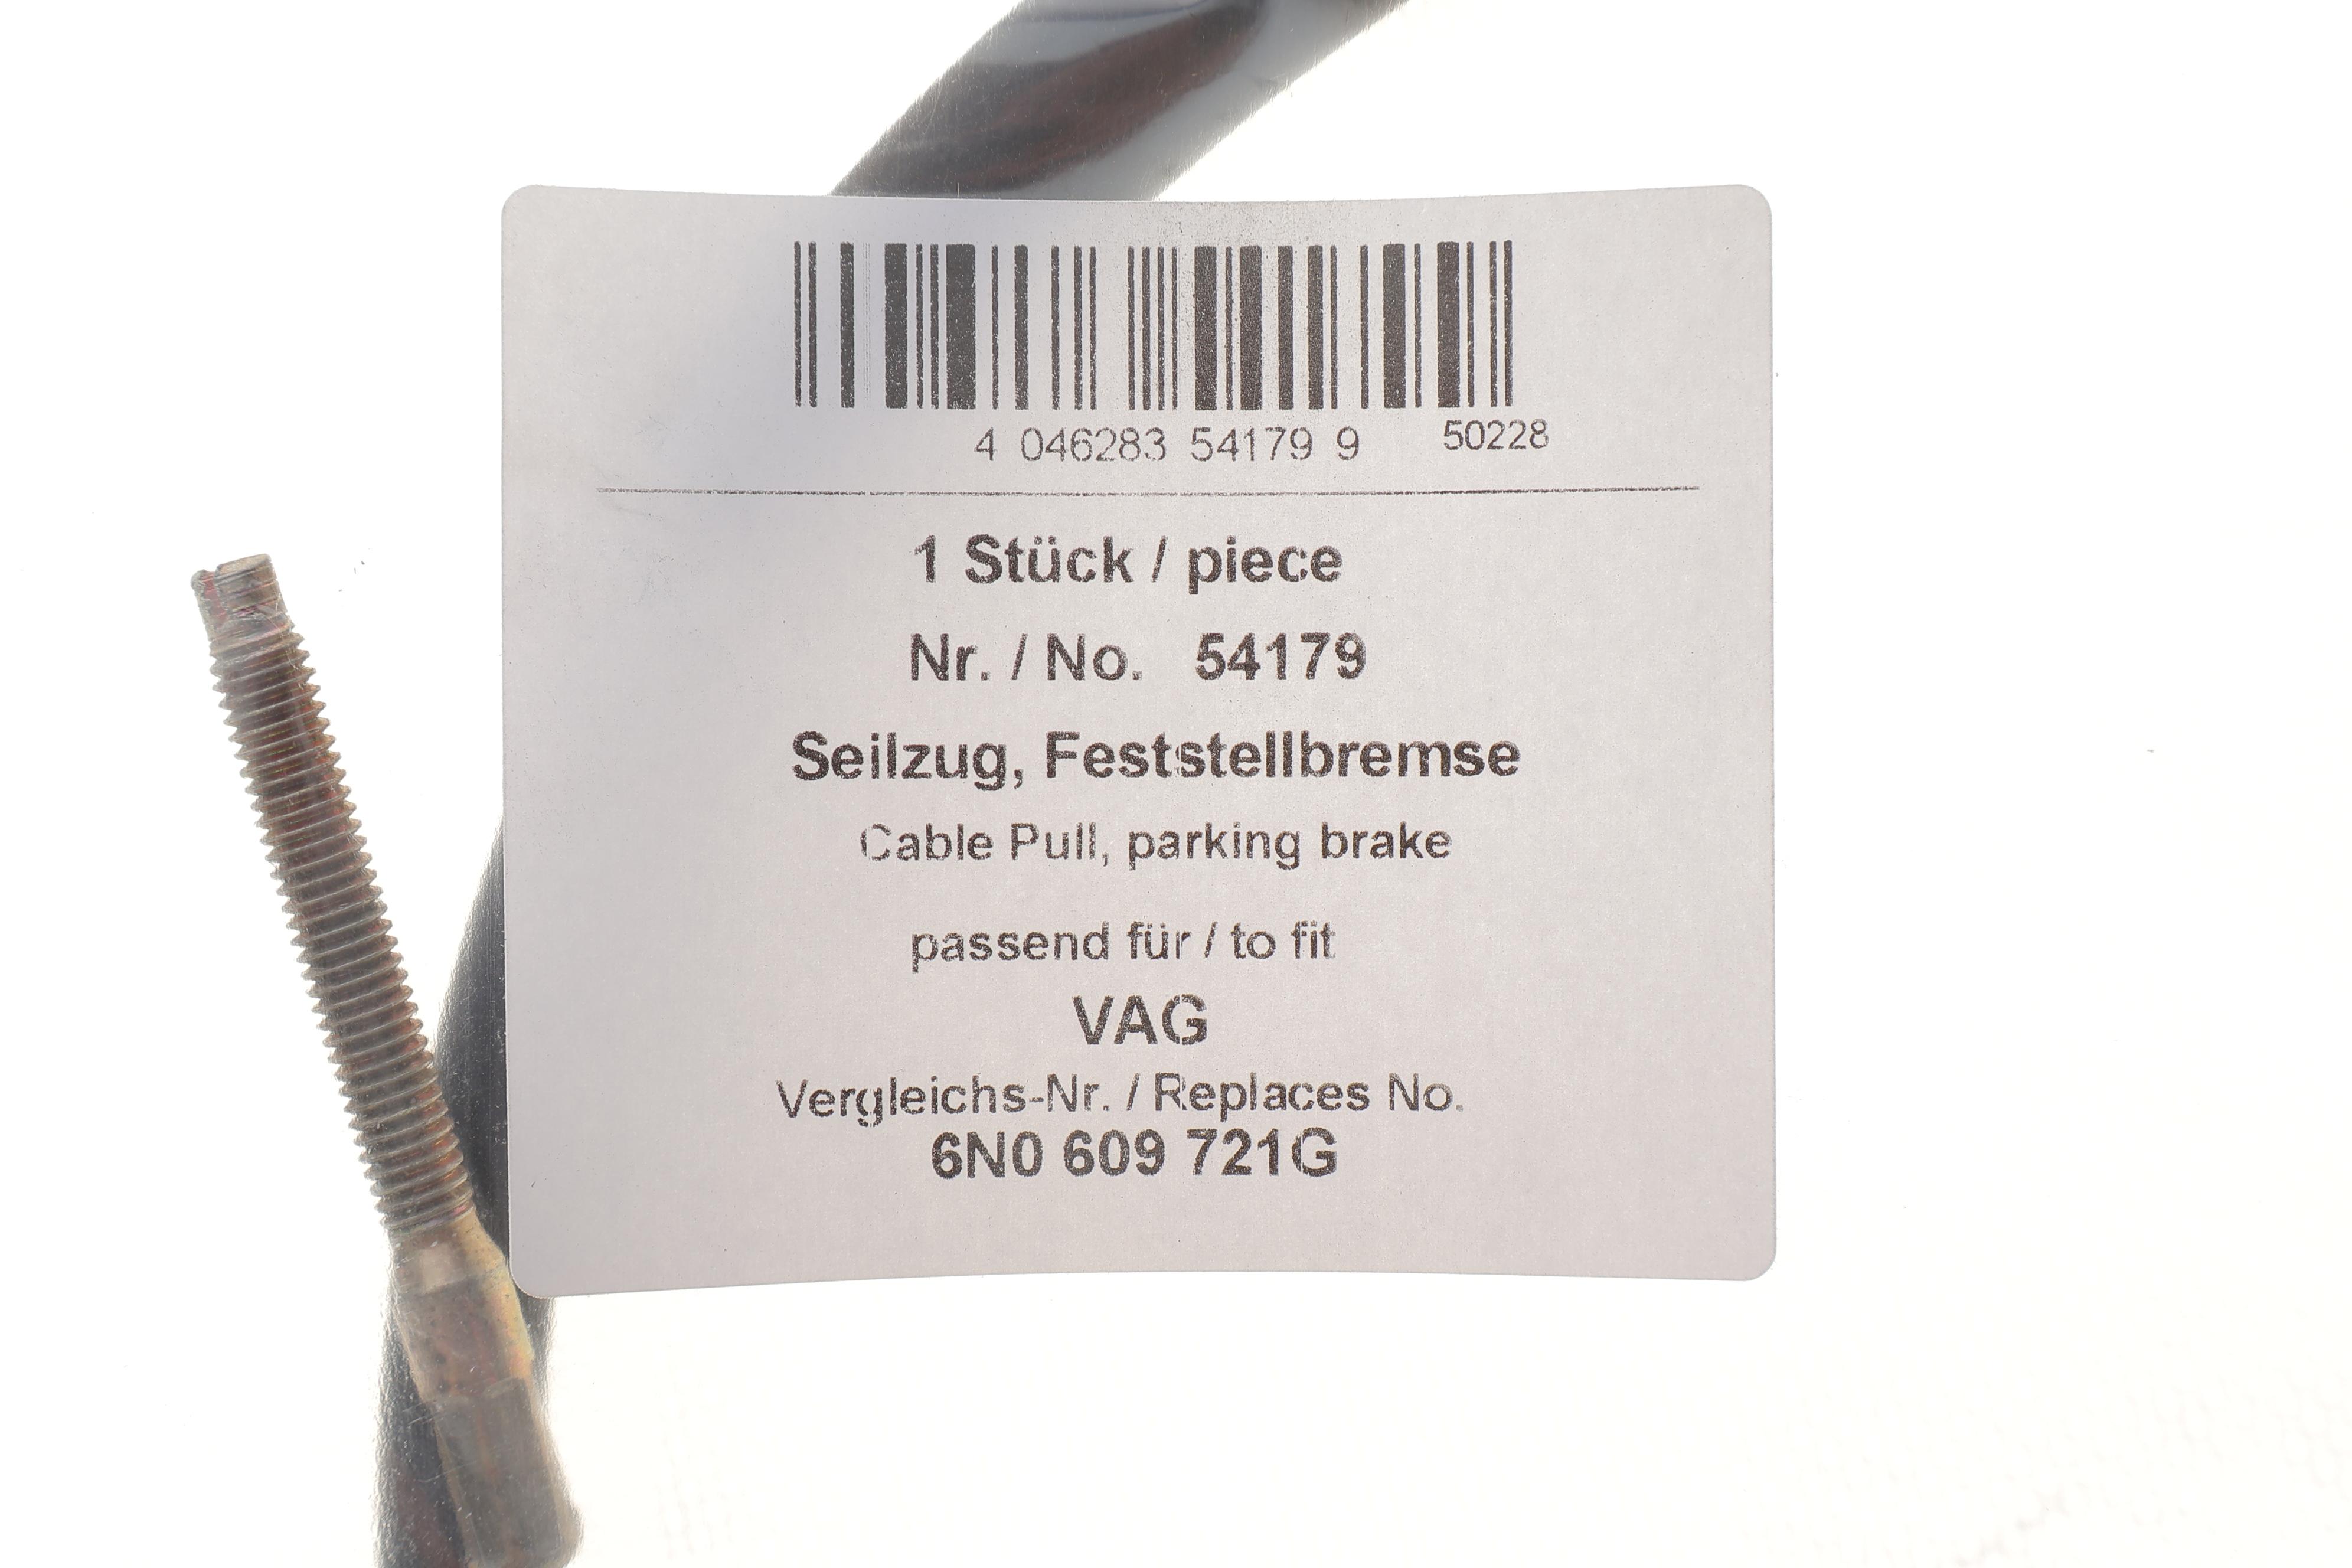 4 046283 54179 9 50228
1 Stück / piece
Nr. / No. 54179
Seilzug, Feststellbremse
Cable Pull, parking brake
passend für / to fit
VAG
Vergleichs-Nr. / Replaces No.
6N0 609 721G